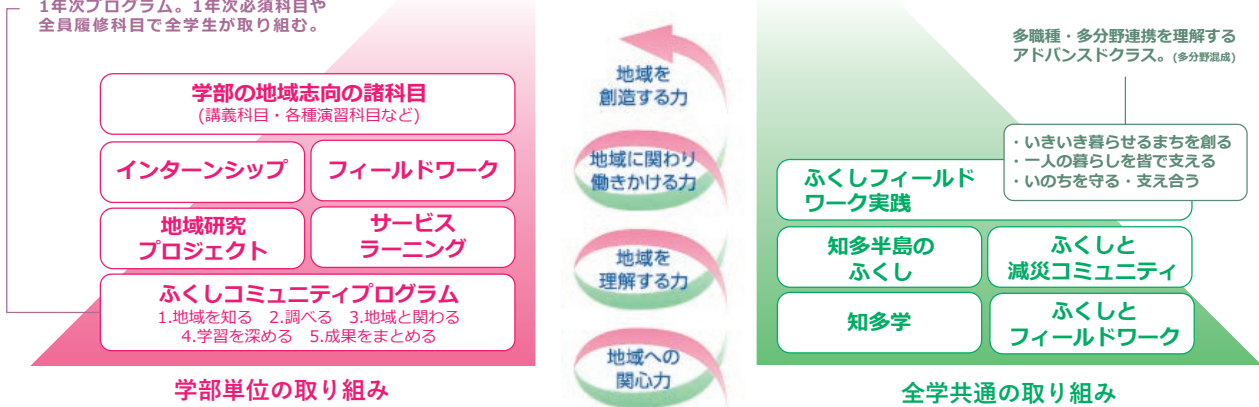 1年次プログラム。1年次必須科目や
全員履修科目で全学生が取り組む。
学部の地域志向の諸科目
(講義科目・各種演習科目など)
インターンシップ
フィールドワーク
地域研究
プロジェクト
サービス
ラーニング
ふくしコミュニティプログラム
1.地域を知る 2.調べる 3.地域と関わる
4.学習を深める 5.成果をまとめる
学部単位の取り組み
地域を
創造する力
地域に関わり
働きかける力
地域を
理解する力
地域への
関心力
多職種・多分野連携を理解する
アドバンスドクラス。(多分野混成)
・いきいき暮らせるまちを創る
・一人の暮らしを皆で支える
・いのちを守る・支え合う
ふくしフィールド
ワーク実践
知多半島の
ふくし
ふくしと
減災コミュニティ
知多学
ふくしと
フィールドワーク
全学共通の取り組み